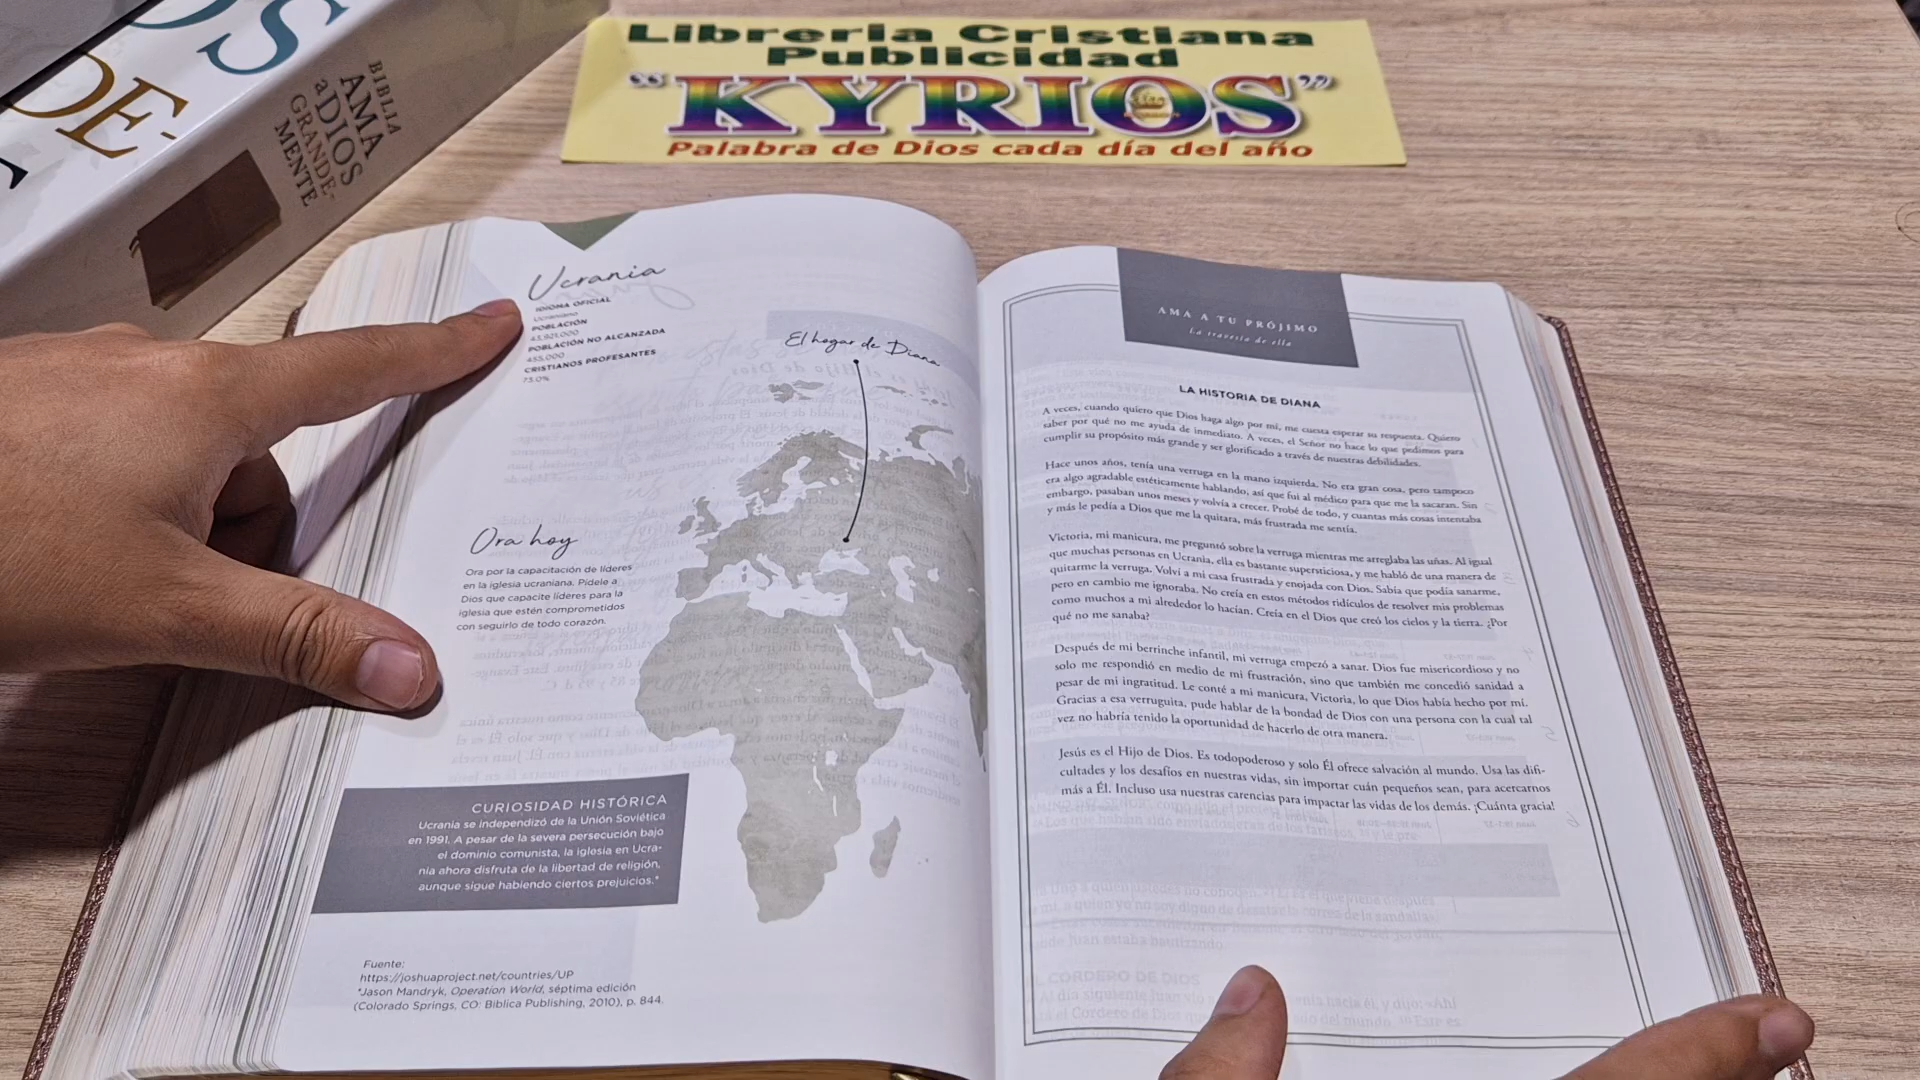 Librería Cristiana
Publicidad
"KYRIOS"
Palabra de Dios cada día del año
BIBLIA
AMA
a DIOS
GRANDE-
MENTE
OS
DE-
Ucrania
IDIOMA OFICIAL
Ucraniano
POBLACIÓN
43.921.000
POBLACIÓN NO ALCANZADA
455.000
CRISTIANOS PROFESANTES
73.0%
El hogar de Diana
Ora hoy
Ora por la capacitación de líderes
en la iglesia ucraniana. Pídele a
Dios que capacite líderes para la
iglesia que estén comprometidos
con seguirlo de todo corazón.
CURIOSIDAD HISTÓRICA
Ucrania se independizó de la Unión Soviética
en 1991. A pesar de la severa persecución bajo
el dominio comunista, la iglesia en Ucra-
nia ahora disfruta de la libertad de religión,
aunque sigue habiendo ciertos prejuicios.*
Fuente:
https://joshuaproject.net/countries/UP
*Jason Mandryk, Operation World, séptima edición
(Colorado Springs, CO: Biblica Publishing, 2010), p. 844.
AMA A TU PRÓJIMO
La travesía de ella
LA HISTORIA DE DIANA
A veces, cuando quiero que Dios haga algo por mí, me cuesta esperar su respuesta. Quiero
saber por qué no me ayuda de inmediato. A veces, el Señor no hace lo que pedimos para
cumplir su propósito más grande y ser glorificado a través de nuestras debilidades.
Hace unos años, tenía una verruga en la mano izquierda. No era gran cosa, pero tampoco
era algo agradable estéticamente hablando, así que fui al médico para que me la sacaran. Sin
embargo, pasaban unos meses y volvía a crecer. Probé de todo, y cuantas más cosas intentaba
y más le pedía a Dios que me la quitara, más frustrada me sentía.
Victoria, mi manicura, me preguntó sobre la verruga mientras me arreglaba las uñas. Al igual
que muchas personas en Ucrania, ella es bastante supersticiosa, y me habló de una manera de
quitarme la verruga. Volví a mi casa frustrada y enojada con Dios. Sabía que podía sanarme,
pero en cambio me ignoraba. No creía en estos métodos ridículos de resolver mis problemas
como muchos a mi alrededor lo hacían. Creía en el Dios que creó los cielos y la tierra. ¿Por
qué no me sanaba?
Después de mi berrinche infantil, mi verruga empezó a sanar. Dios fue misericordioso y no
solo me respondió en medio de mi frustración, sino que también me concedió sanidad a
pesar de mi ingratitud. Le conté a mi manicura, Victoria, lo que Dios había hecho por mí.
Gracias a esa verruguita, pude hablar de la bondad de Dios con una persona con la cual tal
vez no habría tenido la oportunidad de hacerlo de otra manera.
Jesús es el Hijo de Dios. Es todopoderoso y solo Él ofrece salvación al mundo. Usa las difi-
cultades y los desafíos en nuestras vidas, sin importar cuán pequeños sean, para acercarnos
más a Él. Incluso usa nuestras carencias para impactar las vidas de los demás. ¡Cuánta gracia!